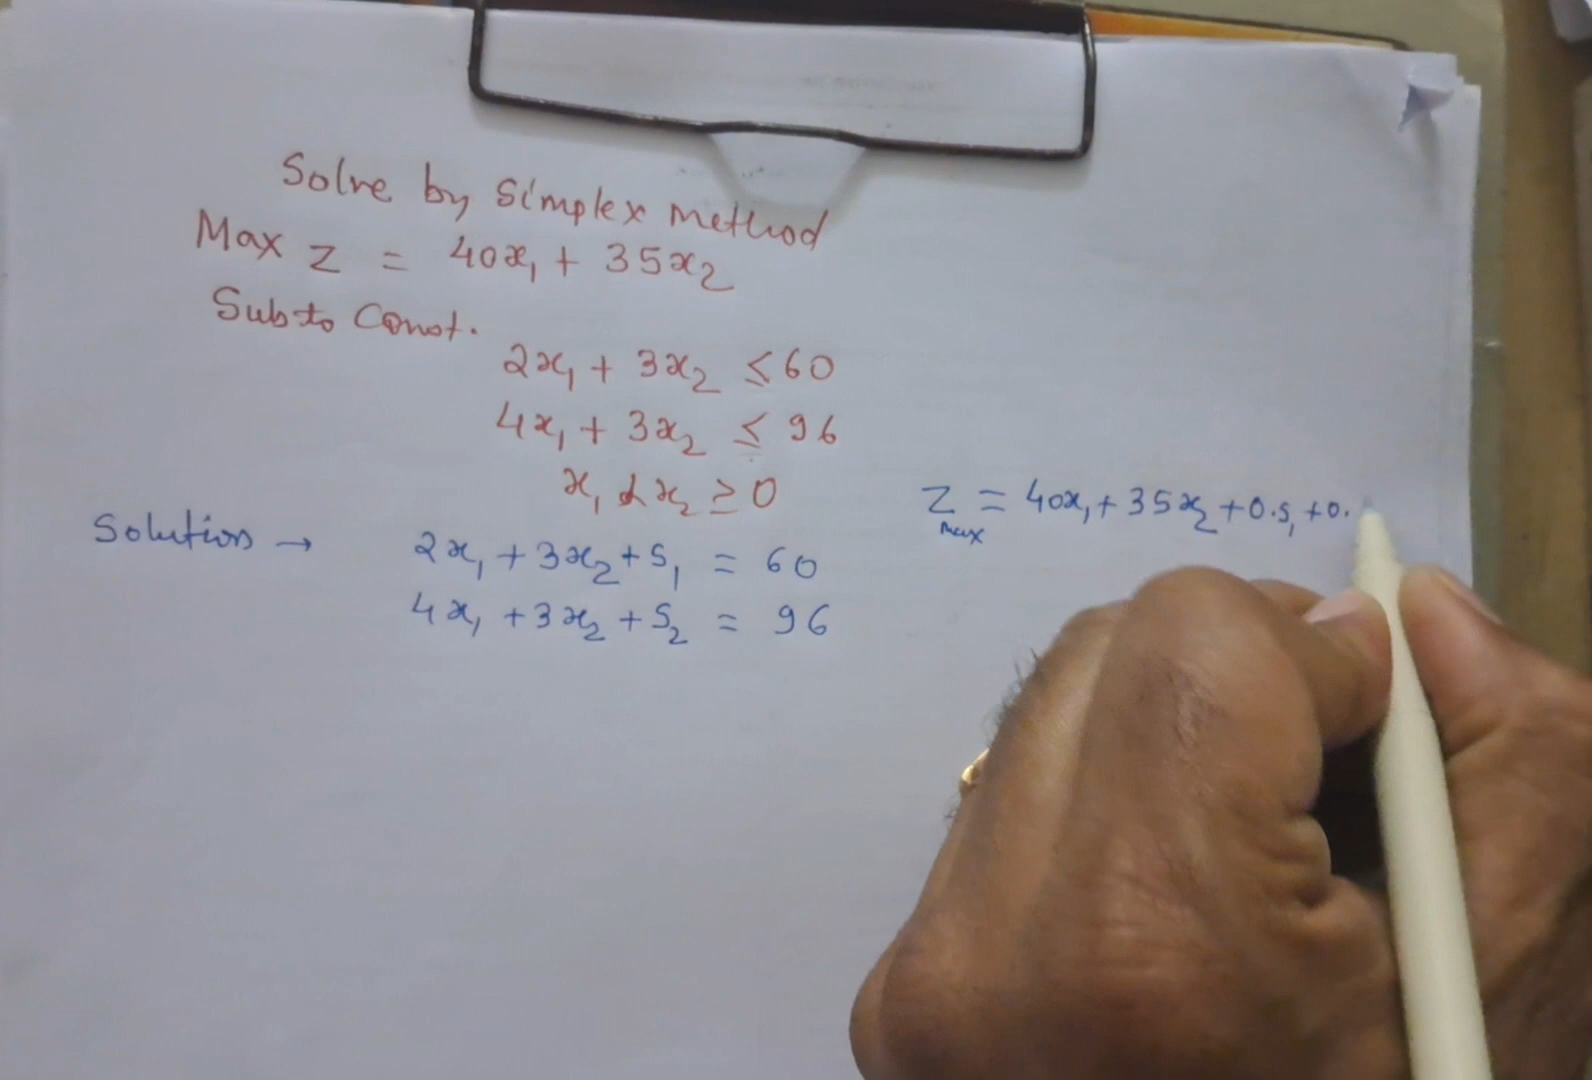 Solve by Simplex method
Max Z = 40x₁ + 35x₂
Sub to Const.
2x₁ + 3x₂ ≤ 60
4x₁ + 3x₂ ≤ 96
x₁ & x₂ ≥ 0
Solution → 2x₁ + 3x₂ + S₁ = 60
4x₁ + 3x₂ + S₂ = 96
Z = 40x₁ + 35x₂ + 0.S₁ + 0.
max